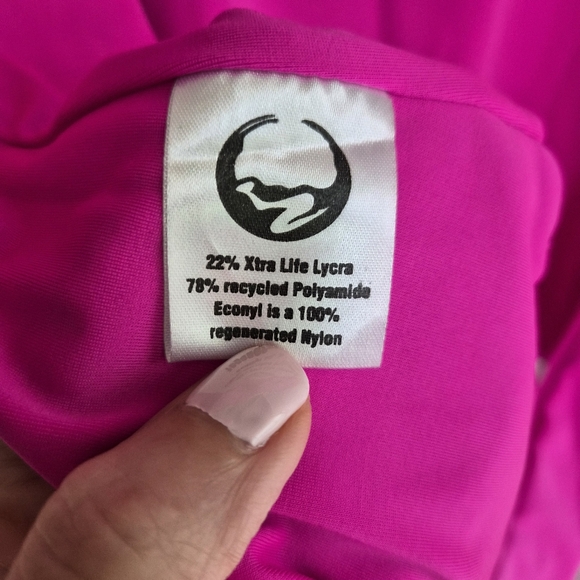 22% Xtra Life Lycra
78% recycled Polyamide
Econyl is a 100%
regenerated Nylon